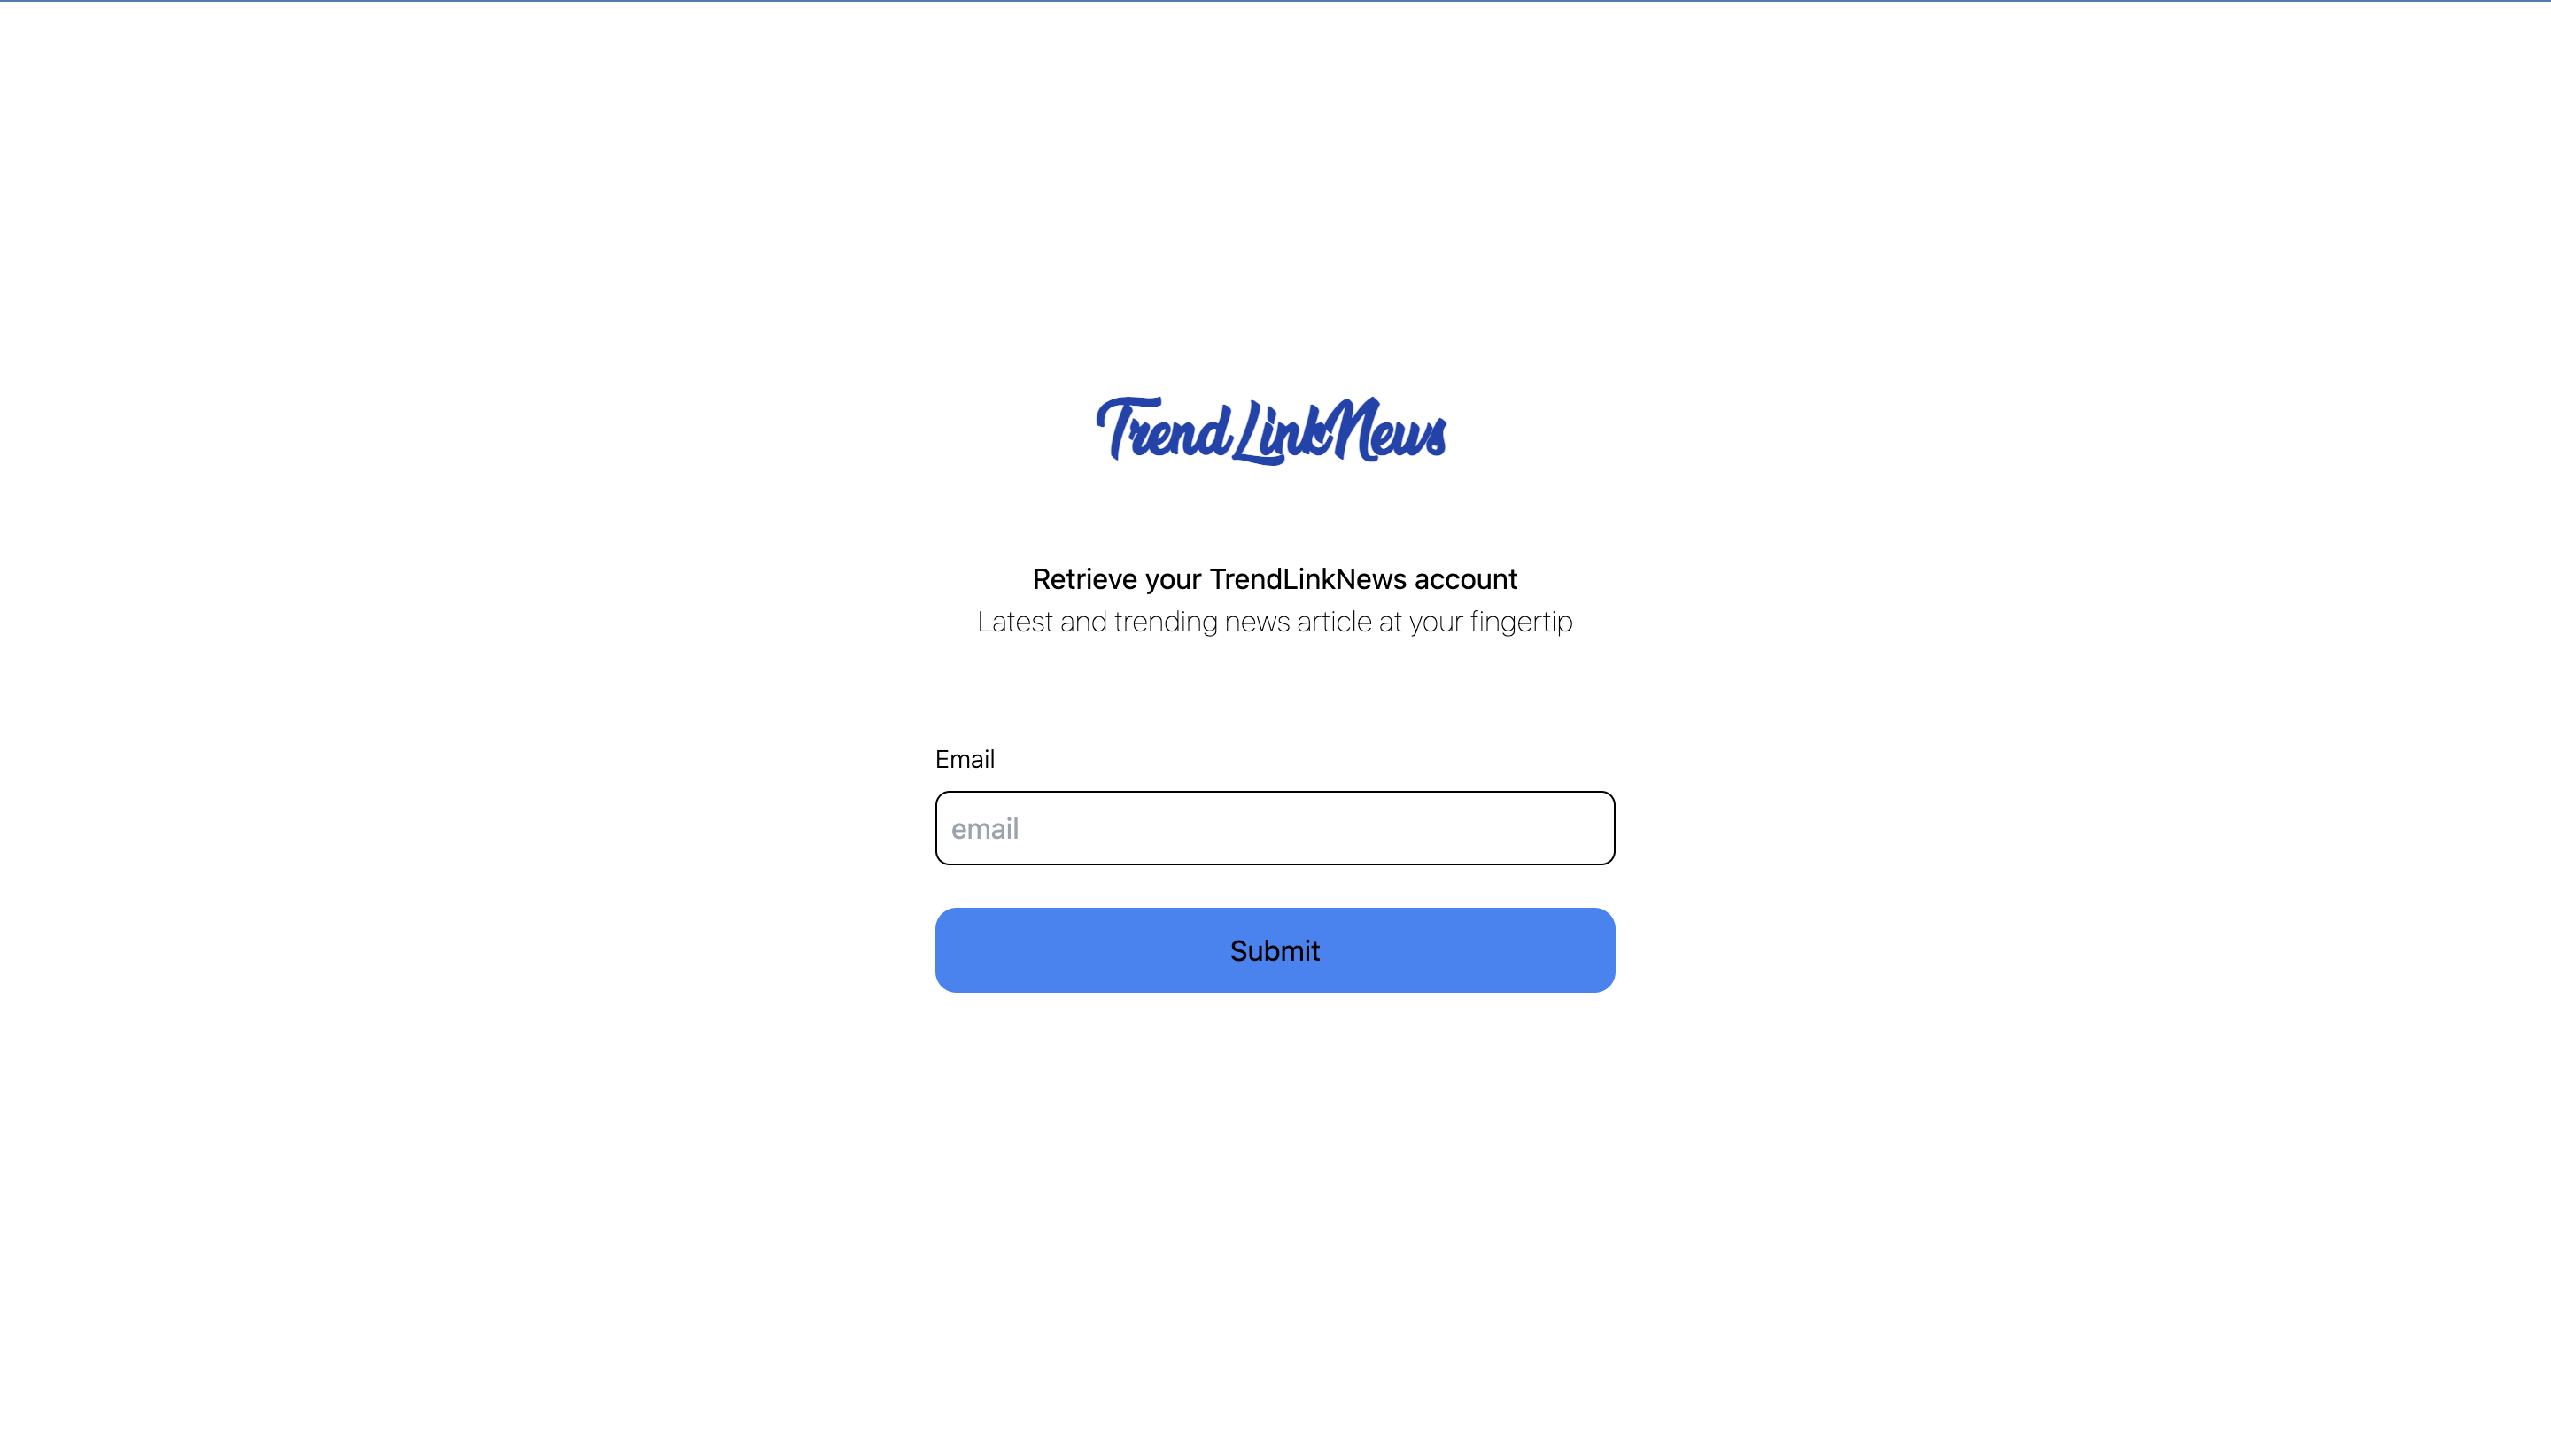 TrendLinkNews
Retrieve your TrendLinkNews account
Latest and trending news article at your fingertip
Email
email
Submit